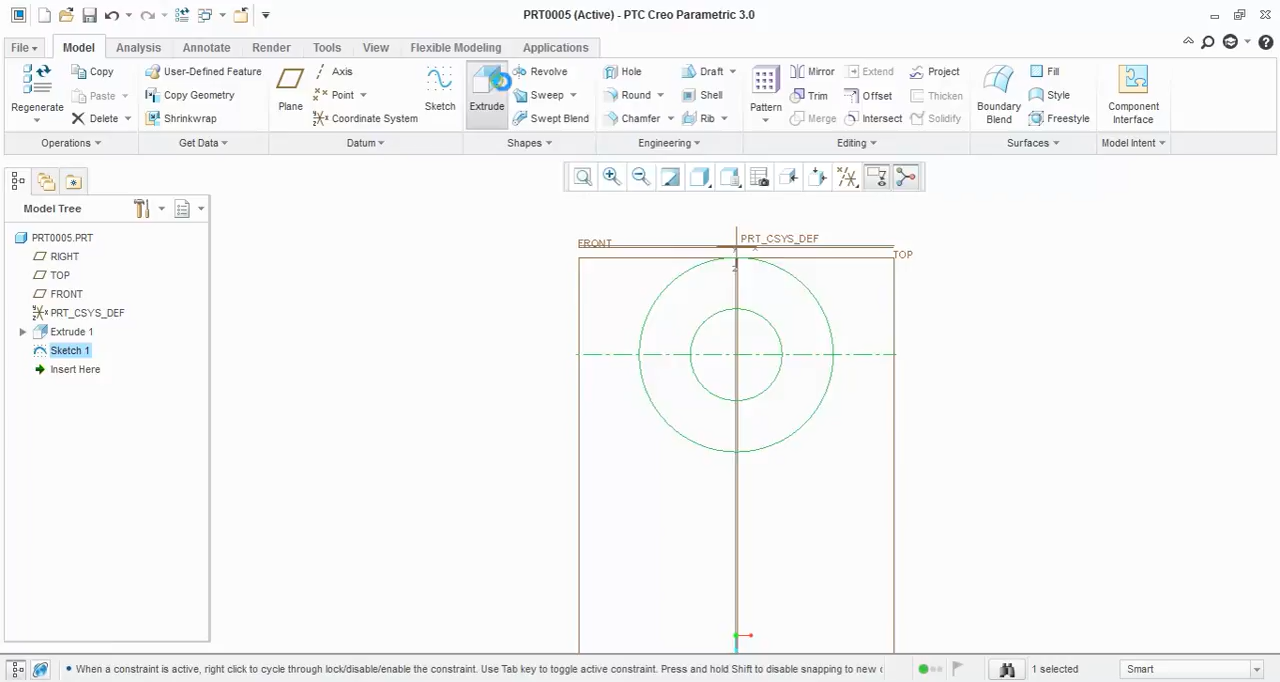 PRT0005 (Active) - PTC Creo Parametric 3.0
File Model Analysis Annotate Render Tools View Flexible Modeling Applications
Regenerate
Copy
Paste
Delete
User-Defined Feature
Copy Geometry
Shrinkwrap
Plane
Axis
Point
Coordinate System
Sketch
Extrude
Revolve
Sweep
Swept Blend
Hole
Round
Chamfer
Draft
Shell
Rib
Pattern
Mirror
Trim
Merge
Extend
Offset
Intersect
Project
Thicken
Solidify
Boundary
Blend
Fill
Style
Freestyle
Component
Interface
Operations Get Data Datum Shapes Engineering Editing Surfaces Model Intent
Model Tree
PRT0005.PRT
RIGHT
TOP
FRONT
PRT_CSYS_DEF
Extrude 1
Sketch 1
Insert Here
FRONT
PRT_CSYS_DEF
TOP
Z
When a constraint is active, right click to cycle through lock/disable/enable the constraint. Use Tab key to toggle active constraint. Press and hold Shift to disable snapping to new c
1 selected
Smart